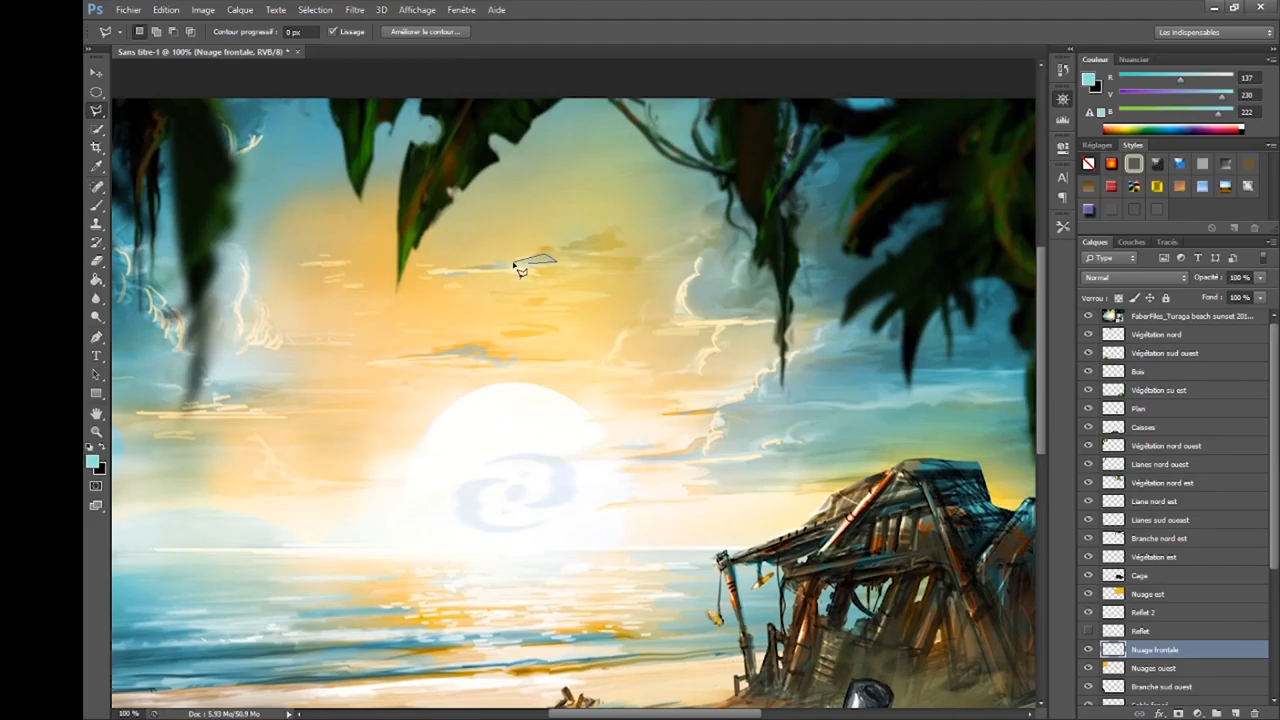 Ps Fichier Edition Image Calque Texte Sélection Filtre 3D Affichage Fenêtre Aide
Contour progressif : 0 px Lissage Améliorer le contour... Les indispensables
Sans titre-1 @ 100% (Nuage frontale, RVB/8) * ×
Couleur Nuancier
R 137
V 230
B 222
Réglages Styles
Calques Couches Tracés
Type
Normal Opacité : 100 %
Verrou : Fond : 100 %
FaberFiles_Turaga beach sunset 201...
Végétation nord
Végétation sud ouest
Bois
Végétation su est
Plan
Caisses
Végétation nord ouest
Lianes nord ouest
Végétation nord est
Liane nord est
Lianes sud oueast
Branche nord est
Végétation est
Cage
Nuage est
Reflet 2
Reflet
Nuage frontale
Nuages ouest
Branche sud ouest
100 % Doc : 5.93 Mo/50.9 Mo